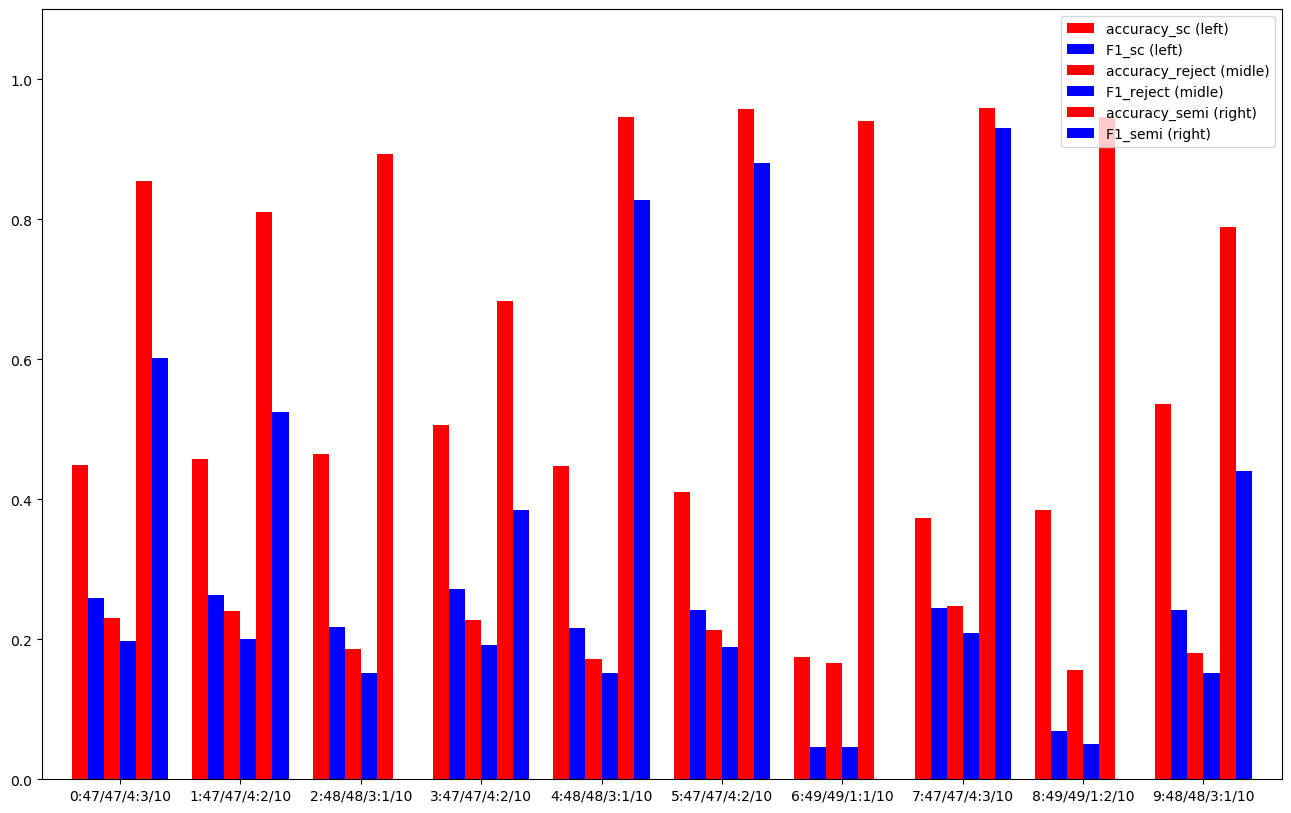 accuracy_sc (left)
F1_sc (left)
accuracy_reject (midle)
F1_reject (midle)
accuracy_semi (right)
F1_semi (right)
1.0
0.8
0.6
0.4
0.2
0.0
0:47/47/4:3/10 1:47/47/4:2/10 2:48/48/3:1/10 3:47/47/4:2/10 4:48/48/3:1/10 5:47/47/4:2/10 6:49/49/1:1/10 7:47/47/4:3/10 8:49/49/1:2/10 9:48/48/3:1/10